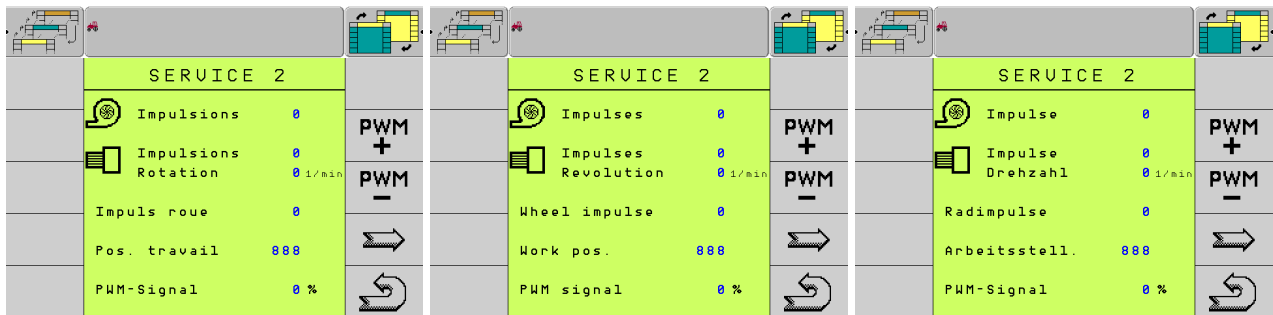 SERVICE 2
Impulsions 0
Impulsions 0
Rotation 0 1/min
Impuls roue 0
Pos. travail 888
PWM-Signal 0 %
PWM
+
PWM
-
SERVICE 2
Impulses 0
Impulses 0
Revolution 0 1/min
Wheel impulse 0
Work pos. 888
PWM signal 0 %
PWM
+
PWM
-
SERVICE 2
Impulse 0
Impulse 0
Drehzahl 0 1/min
Radimpulse 0
Arbeitsstell. 888
PWM-Signal 0 %
PWM
+
PWM
-